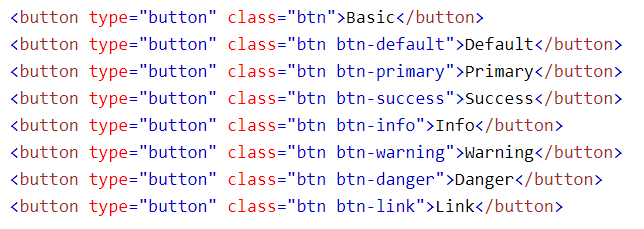 <button type="button" class="btn">Basic</button>
<button type="button" class="btn btn-default">Default</button>
<button type="button" class="btn btn-primary">Primary</button>
<button type="button" class="btn btn-success">Success</button>
<button type="button" class="btn btn-info">Info</button>
<button type="button" class="btn btn-warning">Warning</button>
<button type="button" class="btn btn-danger">Danger</button>
<button type="button" class="btn btn-link">Link</button>